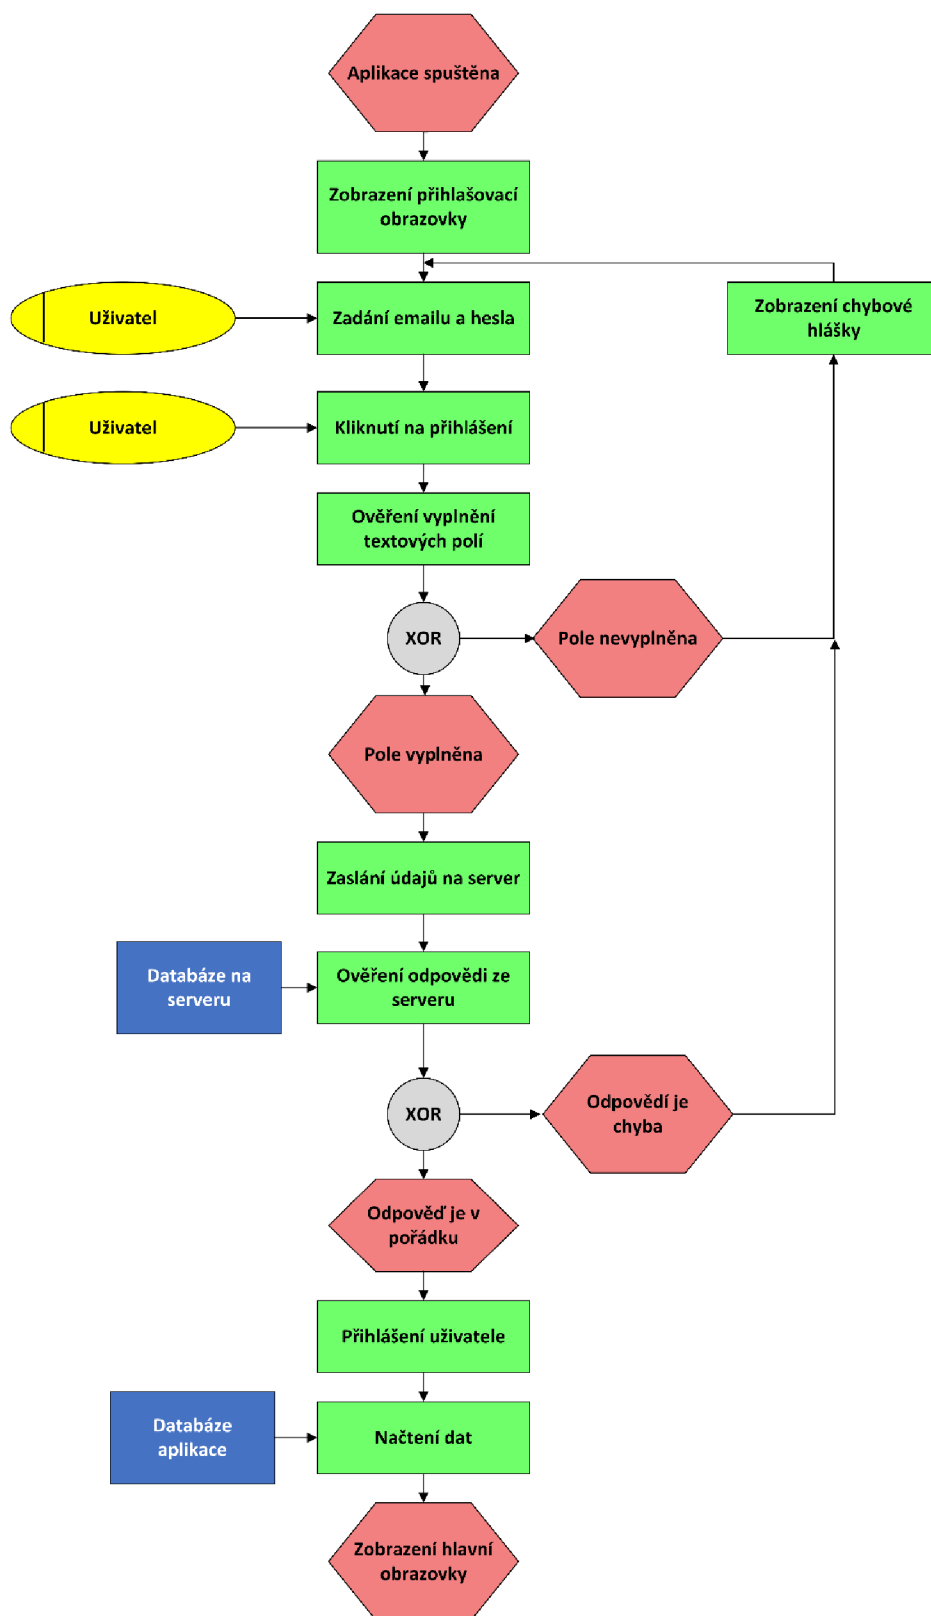 Aplikace spuštěna
Zobrazení přihlašovací
obrazovky
Uživatel
Zadání emailu a hesla
Zobrazení chybové
hlášky
Uživatel
Kliknutí na přihlášení
Ověření vyplnění
textových polí
XOR
Pole nevyplněna
Pole vyplněna
Zaslání údajů na server
Databáze na
serveru
Ověření odpovědi ze
serveru
XOR
Odpovědí je
chyba
Odpověď je v
pořádku
Přihlášení uživatele
Databáze
aplikace
Načtení dat
Zobrazení hlavní
obrazovky